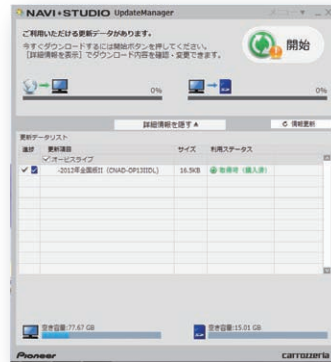 NAVI★STUDIO UpdateManager
ご利用いただける更新データがあります。
今すぐダウンロードするには開始ボタンを押してください。
[詳細情報を表示] でダウンロード内容を確認・変更できます。
開始
0%
0%
詳細情報を隠す▲
情報更新
更新データリスト
進捗 更新項目 サイズ 利用ステータス
オービスライブ
-2013年全国版II (CNAD-OP13IIDL) 16.5KB 取得可 (購入済)
空き容量:77.67 GB
空き容量:15.01 GB
Pioneer
carrozzeria